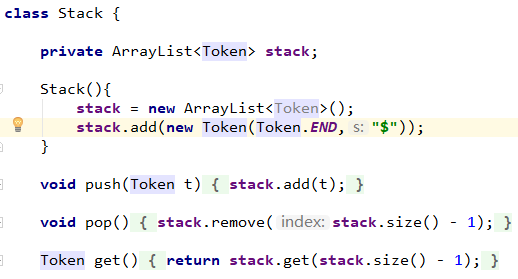 class Stack {
private ArrayList<Token> stack;
Stack(){
stack = new ArrayList<Token>();
stack.add(new Token(Token.END, s: "$"));
}
void push(Token t) { stack.add(t); }
void pop() { stack.remove( index: stack.size() - 1); }
Token get() { return stack.get(stack.size() - 1); }